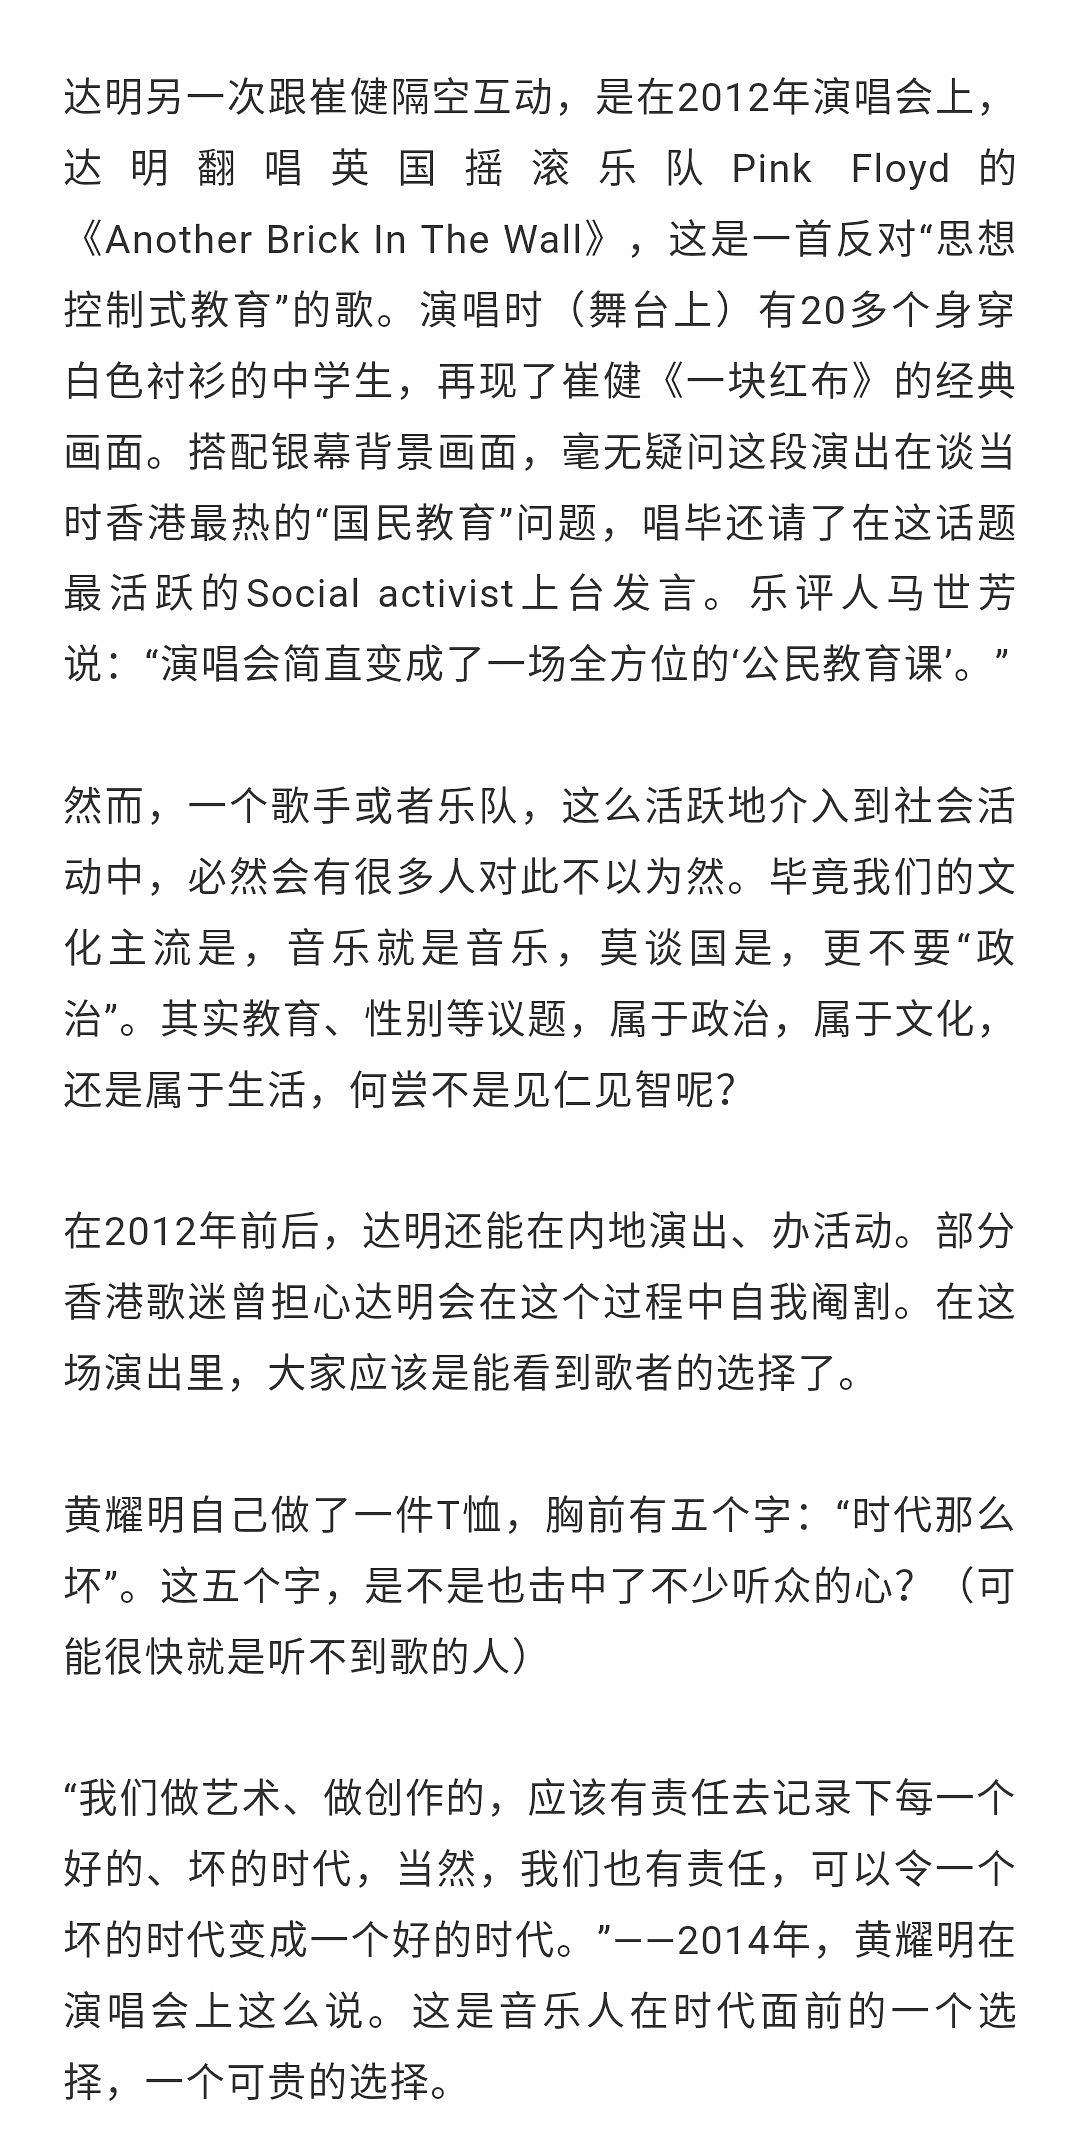 达明另一次跟崔健隔空互动，是在2012年演唱会上，
达明翻唱英国摇滚乐队Pink Floyd的
《Another Brick In The Wall》，这是一首反对“思想
控制式教育”的歌。演唱时（舞台上）有20多个身穿
白色衬衫的中学生，再现了崔健《一块红布》的经典
画面。搭配银幕背景画面，毫无疑问这段演出在谈当
时香港最热的“国民教育”问题，唱毕还请了在这话题
最活跃的Social activist上台发言。乐评人马世芳
说：“演唱会简直变成了一场全方位的‘公民教育课’。”
然而，一个歌手或者乐队，这么活跃地介入到社会活
动中，必然会有很多人对此不以为然。毕竟我们的文
化主流是，音乐就是音乐，莫谈国是，更不要“政
治”。其实教育、性别等议题，属于政治，属于文化，
还是属于生活，何尝不是见仁见智呢？
在2012年前后，达明还能在内地演出、办活动。部分
香港歌迷曾担心达明会在这个过程中自我阉割。在这
场演出里，大家应该是能看到歌者的选择了。
黄耀明自己做了一件T恤，胸前有五个字：“时代那么
坏”。这五个字，是不是也击中了不少听众的心？（可
能很快就是听不到歌的人）
“我们做艺术、做创作的，应该有责任去记录下每一个
好的、坏的时代，当然，我们也有责任，可以令一个
坏的时代变成一个好的时代。”——2014年，黄耀明在
演唱会上这么说。这是音乐人在时代面前的一个选
择，一个可贵的选择。